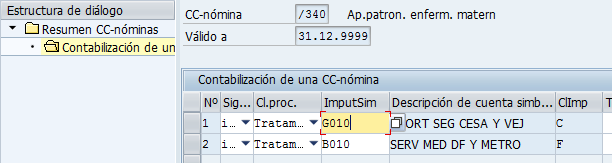 Estructura de diálogo
Resumen CC-nóminas
Contabilización de un
CC-nómina /340 Ap.patron. enferm. matern
Válido a 31.12.9999
Contabilización de una CC-nómina
Nº Sig... Cl.proc. ImputSim Descripción de cuenta simb... ClImp T
1 i... Tratam... G010 ORT SEG CESA Y VEJ C
2 i... Tratam... B010 SERV MED DF Y METRO F